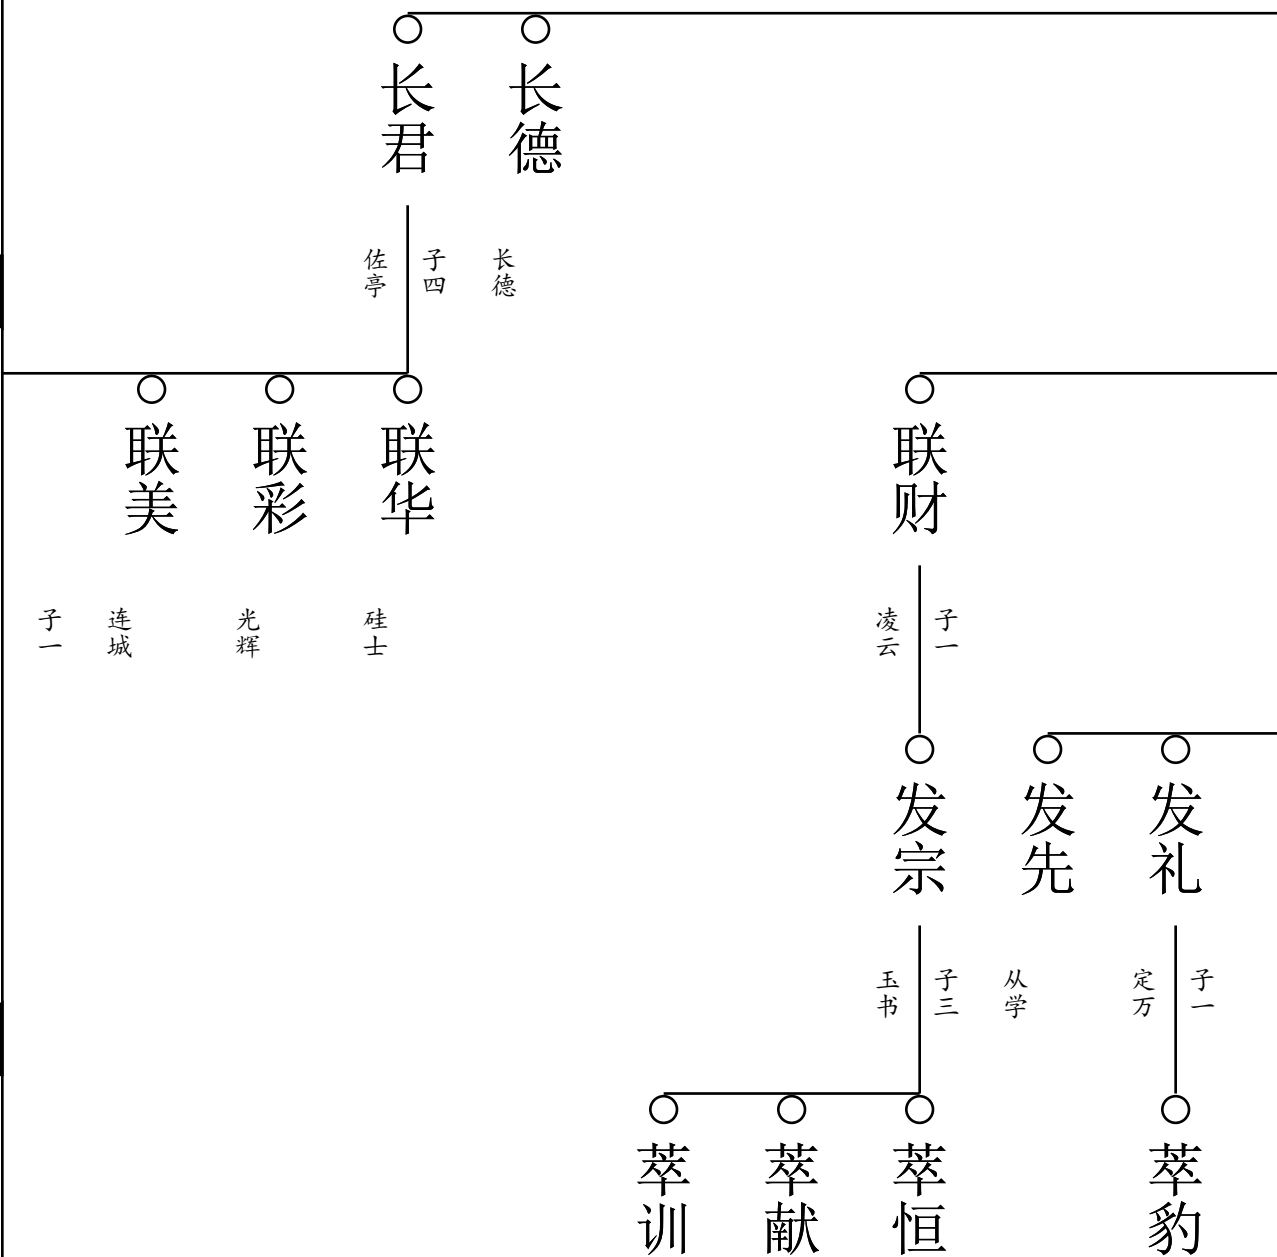 长德
长君
长德
子四
佐亭
联财
联华
联彩
联美
子一
凌云
硅士
光辉
连城
子一
发礼
发先
发宗
子一
定万
从学
子三
玉书
萃豹
萃恒
萃献
萃训